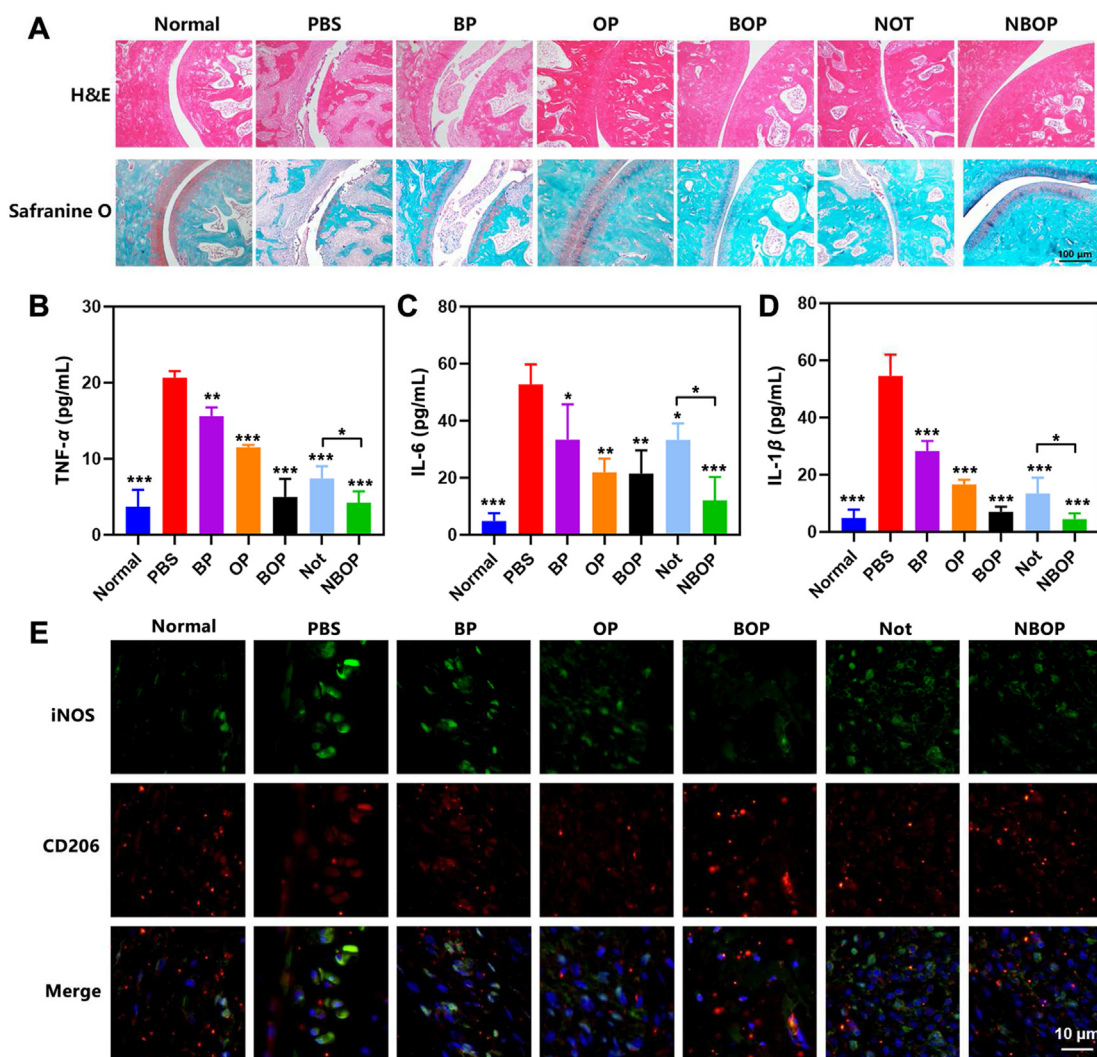 A
Normal PBS BP OP BOP NOT NBOP
H&E
Safranine O
100 μm
B
TNF-α (pg/mL)
30
20
10
0
*** ** *** *** *** * ***
Normal PBS BP OP BOP Not NBOP
C
IL-6 (pg/mL)
80
60
40
20
0
*** * ** ** * * ***
Normal PBS BP OP BOP Not NBOP
D
IL-1β (pg/mL)
80
60
40
20
0
*** *** *** *** *** * ***
Normal PBS BP OP BOP Not NBOP
E
Normal PBS BP OP BOP Not NBOP
iNOS
CD206
Merge
10 μm